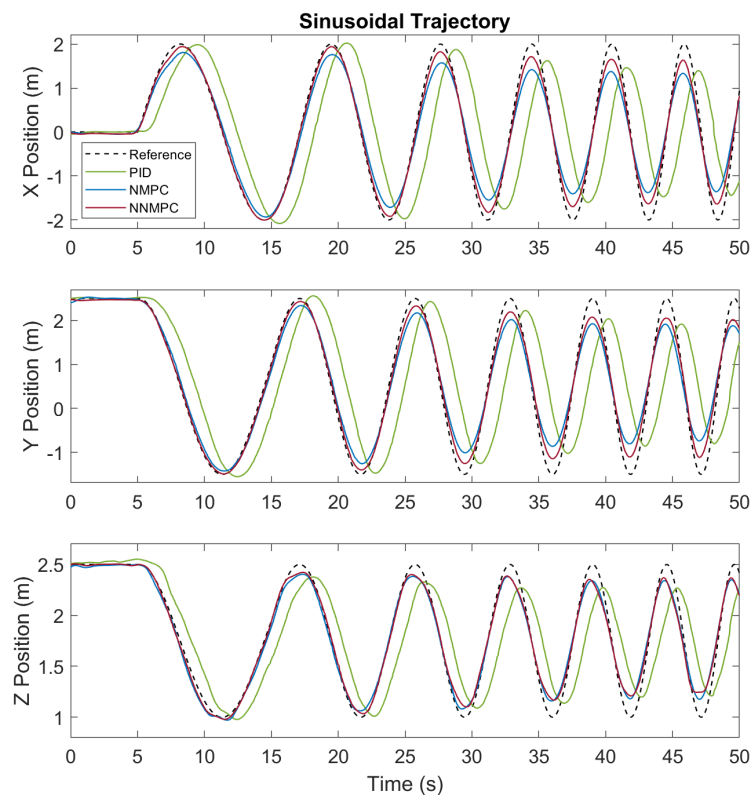 Sinusoidal Trajectory
X Position (m)
2
1
0
-1
-2
Reference
PID
NMPC
NNMPC
0 5 10 15 20 25 30 35 40 45 50
Y Position (m)
2
1
0
-1
0 5 10 15 20 25 30 35 40 45 50
Z Position (m)
2.5
2
1.5
1
0 5 10 15 20 25 30 35 40 45 50
Time (s)